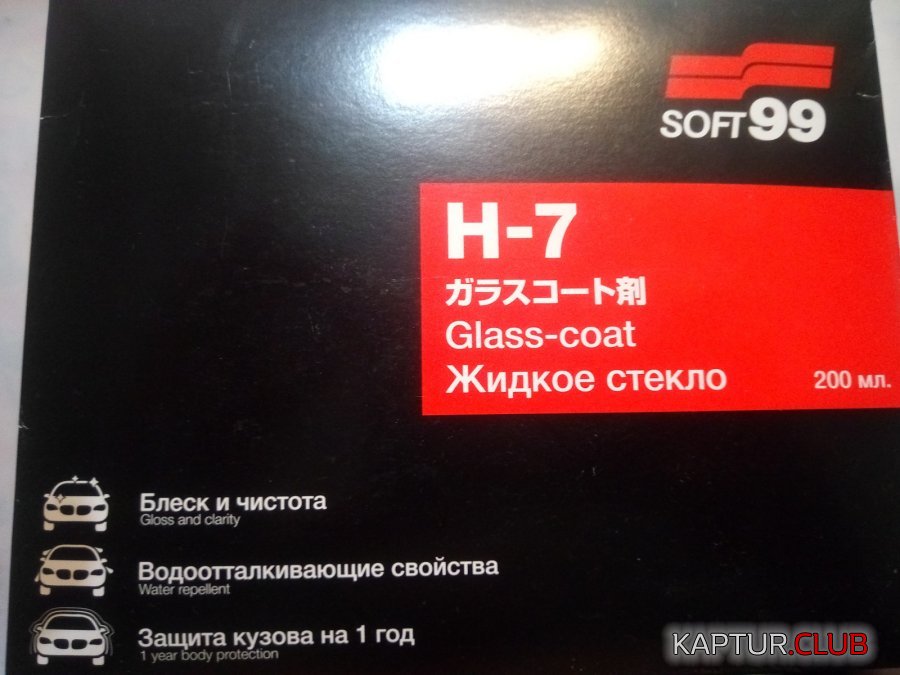 SOFT99
H-7
ガラスコート剤
Glass-coat
Жидкое стекло
200 мл.
Блеск и чистота
Gloss and clarity
Водоотталкивающие свойства
Water repellent
Защита кузова на 1 год
1 year body protection
KAPTUR.CLUB